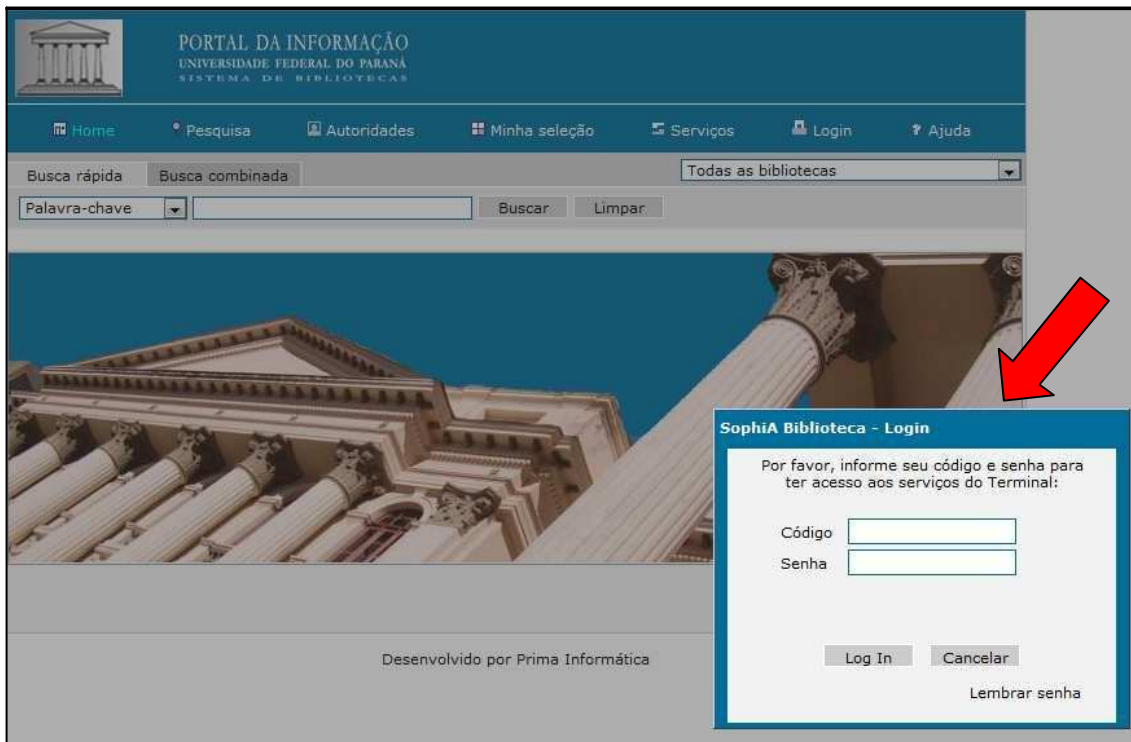 PORTAL DA INFORMAÇÃO
UNIVERSIDADE FEDERAL DO PARANÁ
SISTEMA DE BIBLIOTECAS
Home Pesquisa Autoridades Minha seleção Serviços Login Ajuda
Busca rápida Busca combinada Todas as bibliotecas
Palavra-chave Buscar Limpar
SophiA Biblioteca - Login
Por favor, informe seu código e senha para
ter acesso aos serviços do Terminal:
Código
Senha
Log In Cancelar
Lembrar senha
Desenvolvido por Prima Informática